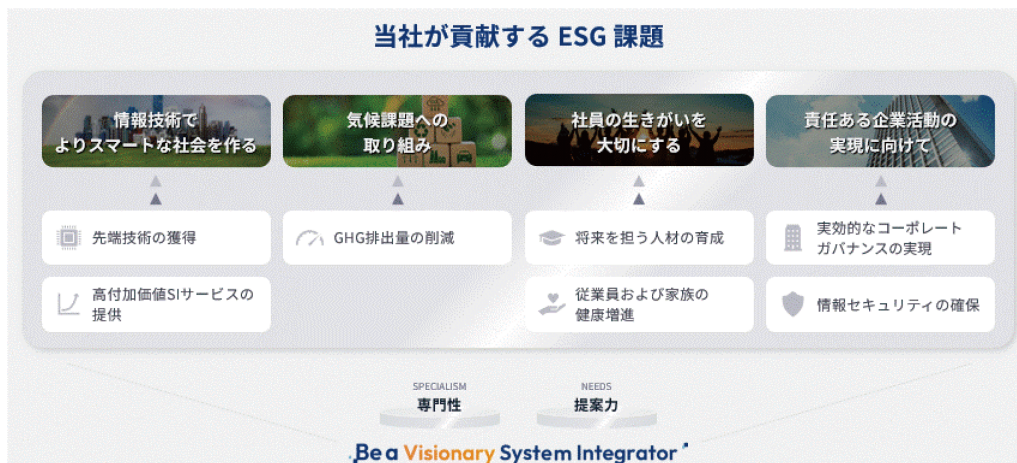 当社が貢献する ESG 課題
情報技術で
よりスマートな社会を作る
気候課題への
取り組み
社員の生きがいを
大切にする
責任ある企業活動の
実現に向けて
先端技術の獲得
GHG排出量の削減
将来を担う人材の育成
実効的なコーポレート
ガバナンスの実現
高付加価値SIサービスの
提供
従業員および家族の
健康増進
情報セキュリティの確保
SPECIALISM
専門性
NEEDS
提案力
Be a Visionary System Integrator